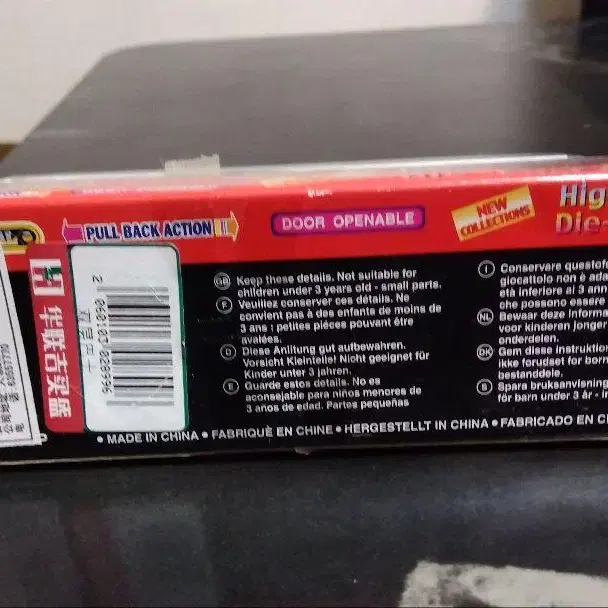 PULL BACK ACTION
DOOR OPENABLE
NEW
COLLECTIONS
Hig
Die-
华联吉买盛
GB Keep these details. Not suitable for
children under 3 years old - small parts.
F Veuillez conserver ces détails. Ne
convient pas à des enfants de moins de
3 ans : petites pièces pouvant être
avalées.
D Diese Anlitung gut aufbewahren.
Vorsicht Kleinteile! Nicht geeignet für
Kinder unter 3 jahren.
E Guarde estos details. No es
aconsejable para niños menores de
3 años de edad. Partes pequeñas
I Conservare questo
giocattolo non è ada
età inferiore ai 3 ann
che possono essere
NL Bewaar deze informa
voor kinderen jonger
onderdelen.
DK Gem disse instruktion
ikke forudset for born
bestanddele.
S Spara bruksanvisning
för barn under 3 år - in
• MADE IN CHINA • FABRIQUÉ EN CHINE • HERGESTELLT IN CHINA • FABRICADO EN C